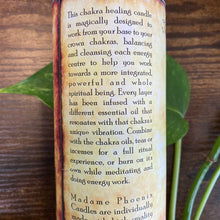 This chakra healing candle
is magically designed to
work from your base to your
crown chakras, balancing
and cleansing each energy
centre to help you work
towards a more integrated,
powerful and whole
spiritual being. Every layer
has been infused with a
different essential oil that
resonates with that chakra's
unique vibration. Combine
with the chakra oils, teas or
incenses for a full ritual
experience, or burn on its
own while meditating and
doing energy work.
Madame Phoenix
Candles are individually
made, quality